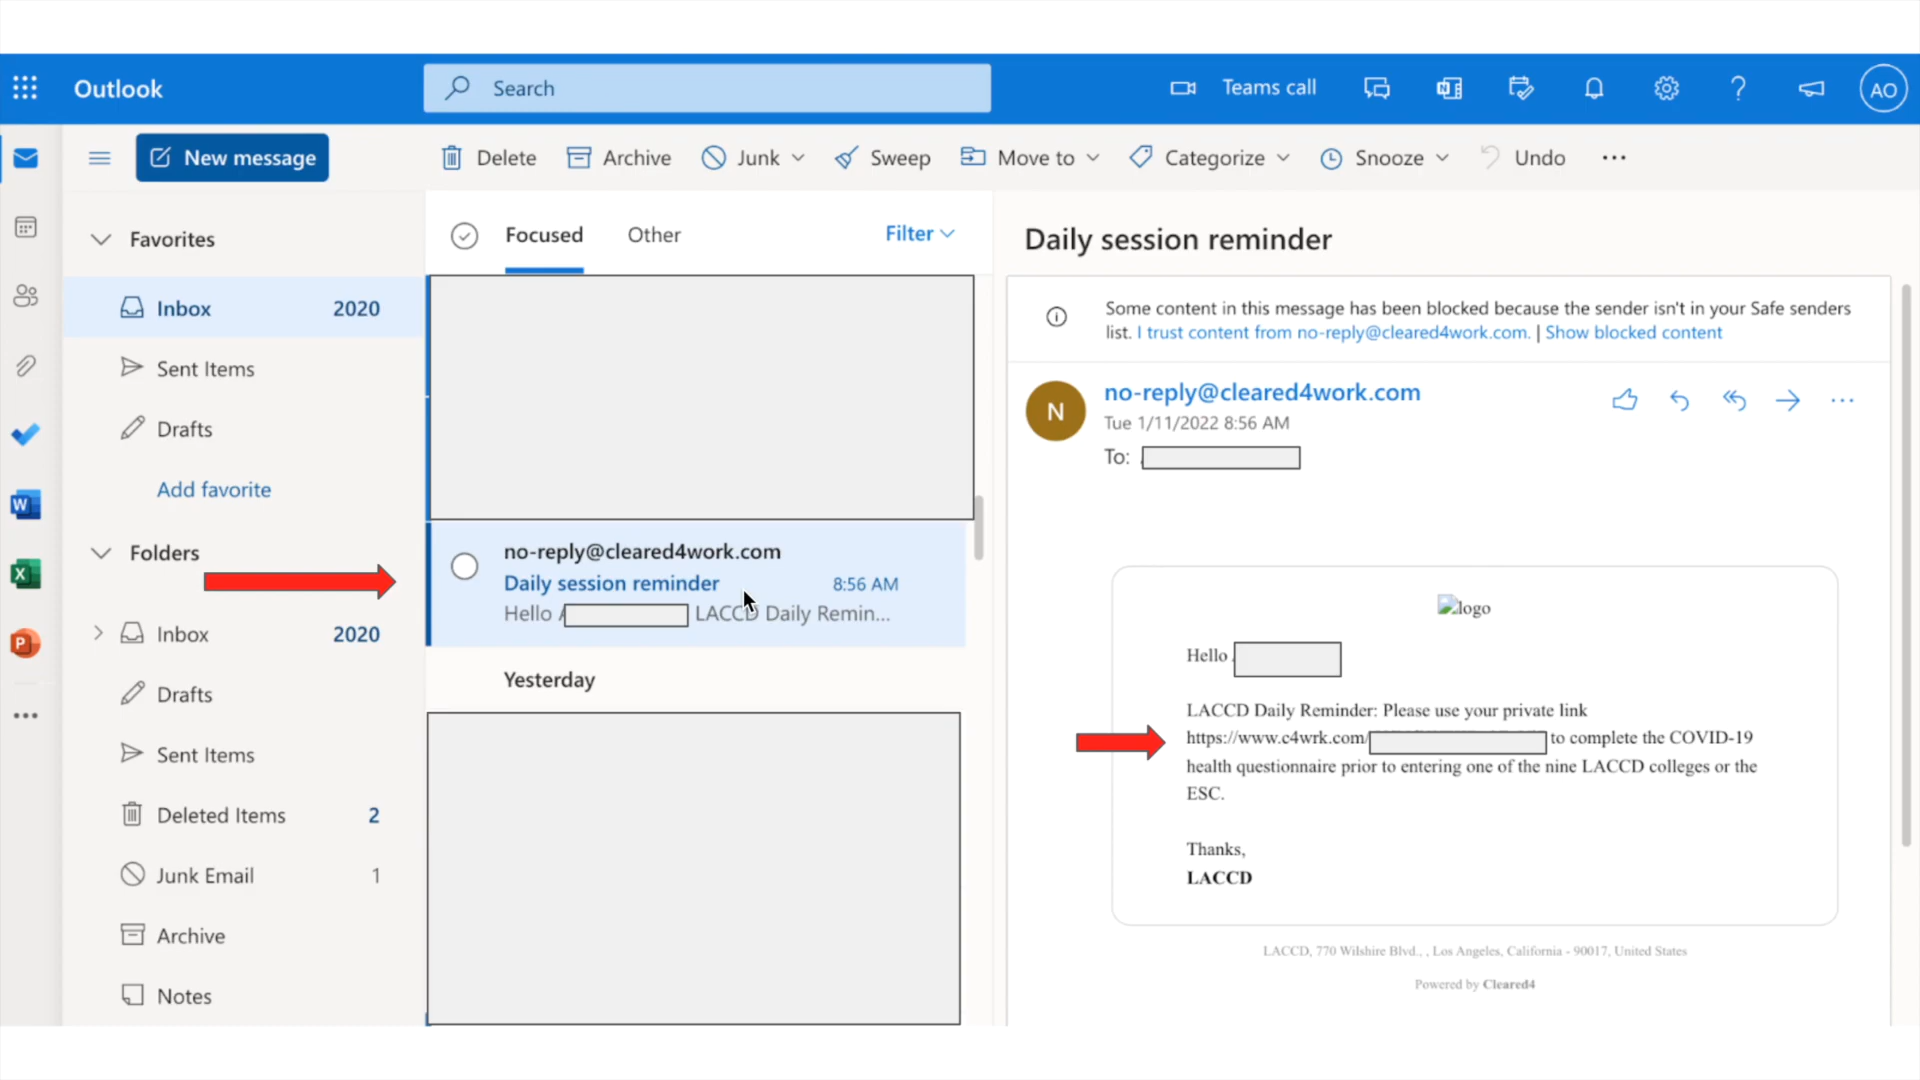 Outlook
Search
Teams call
AO
New message
Delete
Archive
Junk
Sweep
Move to
Categorize
Snooze
Undo
Favorites
Inbox 2020
Sent Items
Drafts
Add favorite
Folders
Inbox 2020
Drafts
Sent Items
Deleted Items 2
Junk Email 1
Archive
Notes
W
X
P
Focused
Other
Filter
no-reply@cleared4work.com
Daily session reminder 8:56 AM
Hello LACCD Daily Remin...
Yesterday
Daily session reminder
Some content in this message has been blocked because the sender isn't in your Safe senders
list. I trust content from no-reply@cleared4work.com. | Show blocked content
N
no-reply@cleared4work.com
Tue 1/11/2022 8:56 AM
To:
logo
Hello
LACCD Daily Reminder: Please use your private link
https://www.c4wrk.com/ to complete the COVID-19
health questionnaire prior to entering one of the nine LACCD colleges or the
ESC.
Thanks,
LACCD
LACCD, 770 Wilshire Blvd., , Los Angeles, California - 90017, United States
Powered by Cleared4